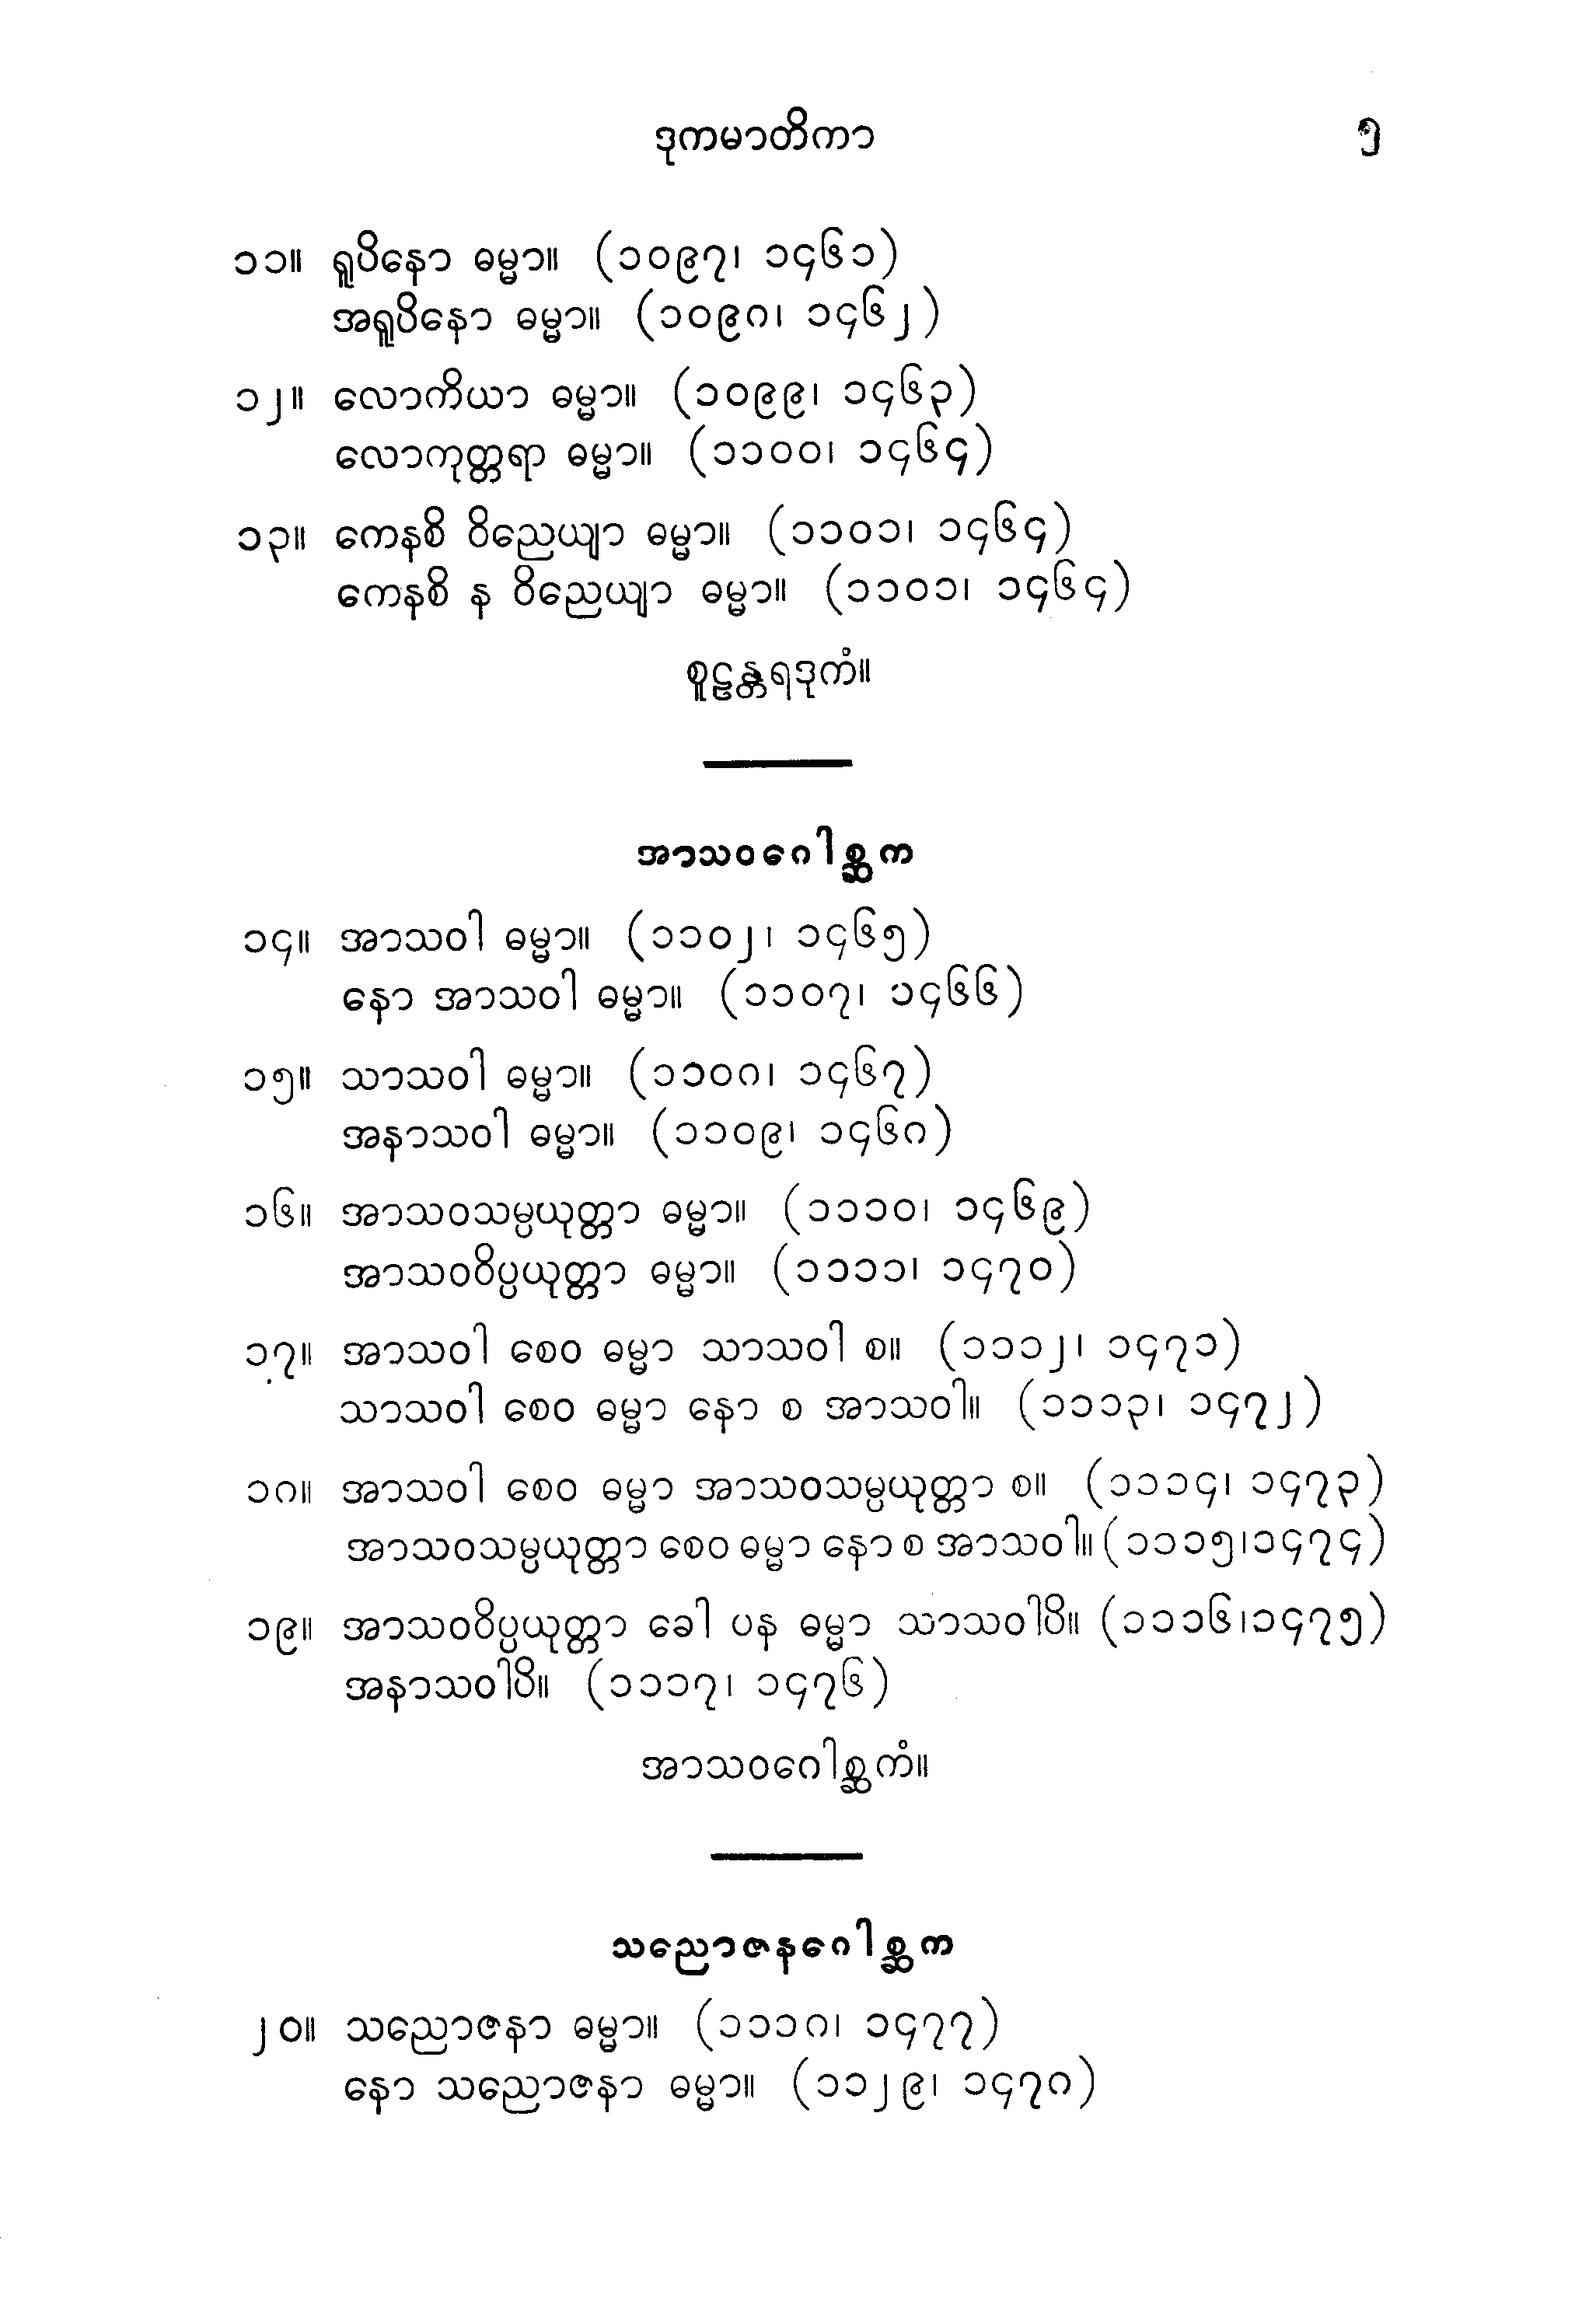 ဒုကမာတိကာ ၅
၁၁။ ရူပိနော ဓမ္မာ။ (၁၀၉၇၊ ၁၄၆၁)
အရူပိနော ဓမ္မာ။ (၁၀၉၈၊ ၁၄၆၂)
၁၂။ လောကိယာ ဓမ္မာ။ (၁၀၉၉၊ ၁၄၆၃)
လောကုတ္တရာ ဓမ္မာ။ (၁၁၀၀၊ ၁၄၆၄)
၁၃။ ကေနစိ ဝိညေယျာ ဓမ္မာ။ (၁၁၀၁၊ ၁၄၆၄)
ကေနစိ န ဝိညေယျာ ဓမ္မာ။ (၁၁၀၁၊ ၁၄၆၄)
စူဠန္တရဒုကံ။
အာသဝဂေါစ္ဆက
၁၄။ အာသဝါ ဓမ္မာ။ (၁၁၀၂၊ ၁၄၆၅)
နော အာသဝါ ဓမ္မာ။ (၁၁၀၇၊ ၁၄၆၆)
၁၅။ သာသဝါ ဓမ္မာ။ (၁၁၀၈၊ ၁၄၆၇)
အနာသဝါ ဓမ္မာ။ (၁၁၀၉၊ ၁၄၆၈)
၁၆။ အာသဝသမ္ပယုတ္တာ ဓမ္မာ။ (၁၁၁၀၊ ၁၄၆၉)
အာသဝဝိပ္ပယုတ္တာ ဓမ္မာ။ (၁၁၁၁၊ ၁၄၇၀)
၁၇။ အာသဝါ စေဝ ဓမ္မာ သာသဝါ စ။ (၁၁၁၂၊ ၁၄၇၁)
သာသဝါ စေဝ ဓမ္မာ နော စ အာသဝါ။ (၁၁၁၃၊ ၁၄၇၂)
၁၈။ အာသဝါ စေဝ ဓမ္မာ အာသဝသမ္ပယုတ္တာ စ။ (၁၁၁၄၊ ၁၄၇၃)
အာသဝသမ္ပယုတ္တာ စေဝ ဓမ္မာ နော စ အာသဝါ။ (၁၁၁၅၊၁၄၇၄)
၁၉။ အာသဝဝိပ္ပယုတ္တာ ခေါ ပန ဓမ္မာ သာသဝါပိ။ (၁၁၁၆၊၁၄၇၅)
အနာသဝါပိ။ (၁၁၁၇၊ ၁၄၇၆)
အာသဝဂေါစ္ဆကံ။
သညောဇနဂေါစ္ဆက
၂၀။ သညောဇနာ ဓမ္မာ။ (၁၁၁၈၊ ၁၄၇၇)
နော သညောဇနာ ဓမ္မာ။ (၁၁၂၉၊ ၁၄၇၈)